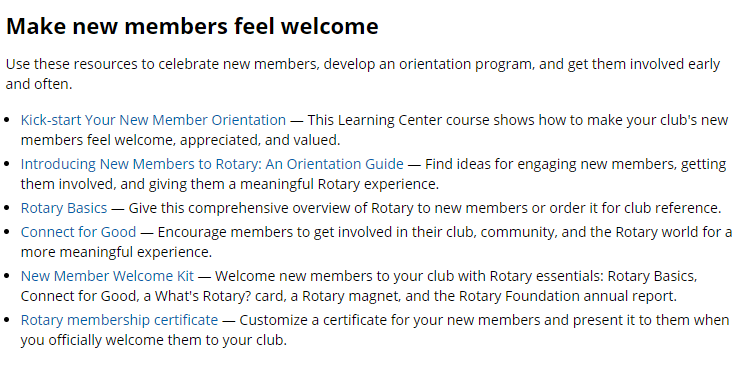 Make new members feel welcome
Use these resources to celebrate new members, develop an orientation program, and get them involved early
and often.
Kick-start Your New Member Orientation — This Learning Center course shows how to make your club's new
members feel welcome, appreciated, and valued.
Introducing New Members to Rotary: An Orientation Guide — Find ideas for engaging new members, getting
them involved, and giving them a meaningful Rotary experience.
Rotary Basics — Give this comprehensive overview of Rotary to new members or order it for club reference.
Connect for Good — Encourage members to get involved in their club, community, and the Rotary world for a
more meaningful experience.
New Member Welcome Kit — Welcome new members to your club with Rotary essentials: Rotary Basics,
Connect for Good, a What's Rotary? card, a Rotary magnet, and the Rotary Foundation annual report.
Rotary membership certificate — Customize a certificate for your new members and present it to them when
you officially welcome them to your club.